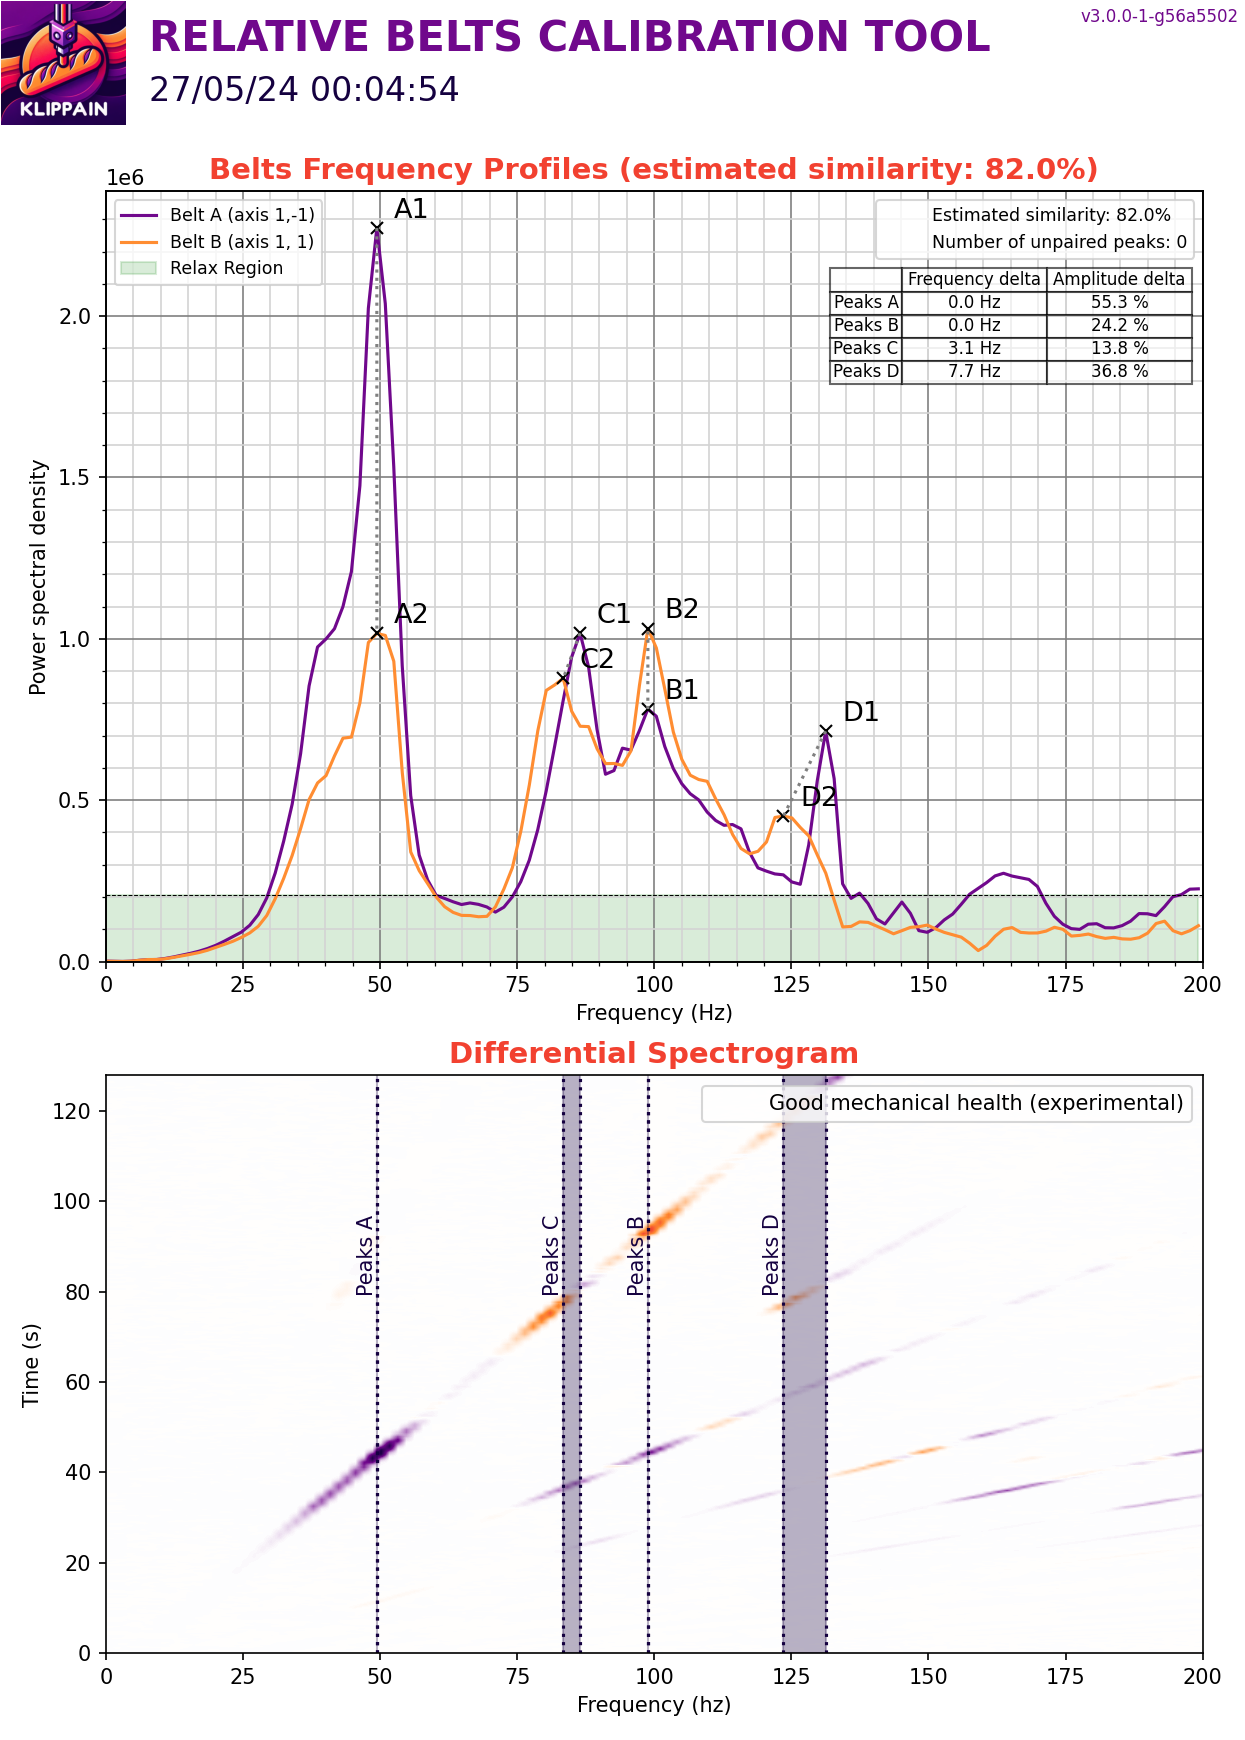 KLIPPAIN
RELATIVE BELTS CALIBRATION TOOL
v3.0.0-1-g56a5502
27/05/24 00:04:54
Belts Frequency Profiles (estimated similarity: 82.0%)
1e6
Belt A (axis 1,-1)
Belt B (axis 1, 1)
Relax Region
Estimated similarity: 82.0%
Number of unpaired peaks: 0
Frequency delta Amplitude delta
Peaks A 0.0 Hz 55.3 %
Peaks B 0.0 Hz 24.2 %
Peaks C 3.1 Hz 13.8 %
Peaks D 7.7 Hz 36.8 %
A1
A2
C1
C2
B2
B1
D1
D2
Power spectral density
2.0
1.5
1.0
0.5
0.0
0 25 50 75 100 125 150 175 200
Frequency (Hz)
Differential Spectrogram
Good mechanical health (experimental)
Peaks A
Peaks C
Peaks B
Peaks D
Time (s)
120
100
80
60
40
20
0
0 25 50 75 100 125 150 175 200
Frequency (hz)